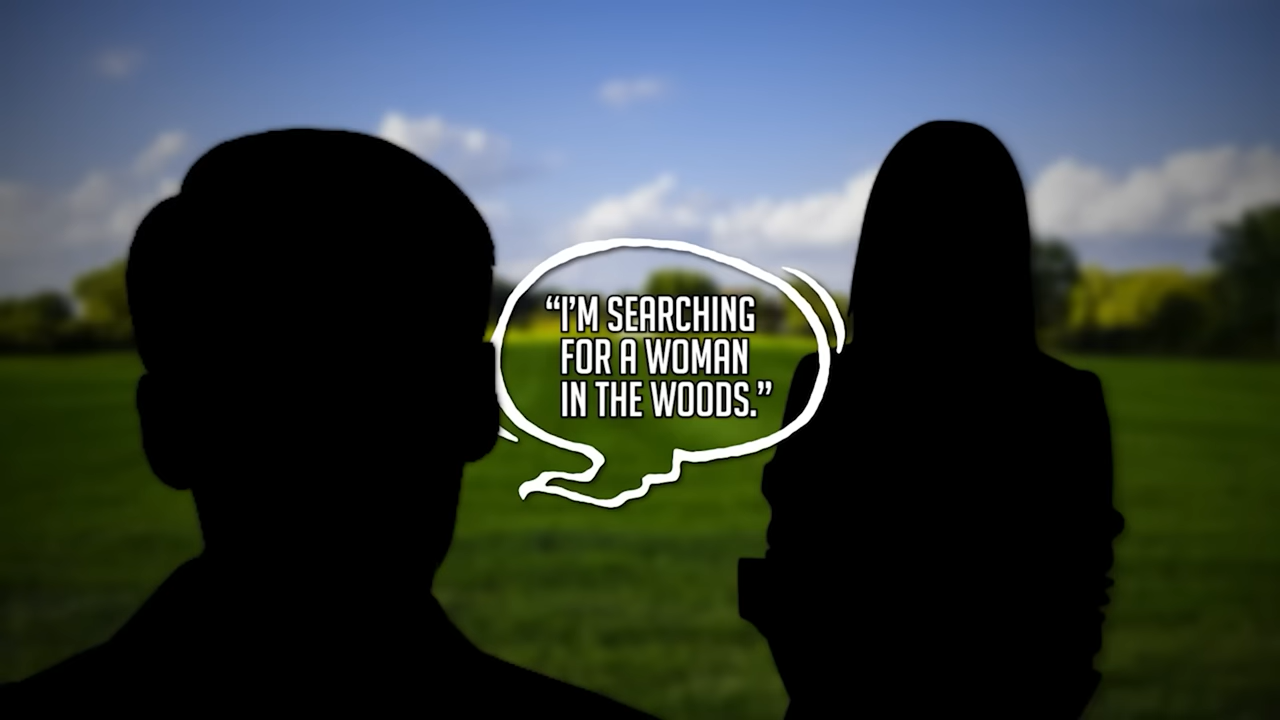 “I’M SEARCHING
FOR A WOMAN
IN THE WOODS.”